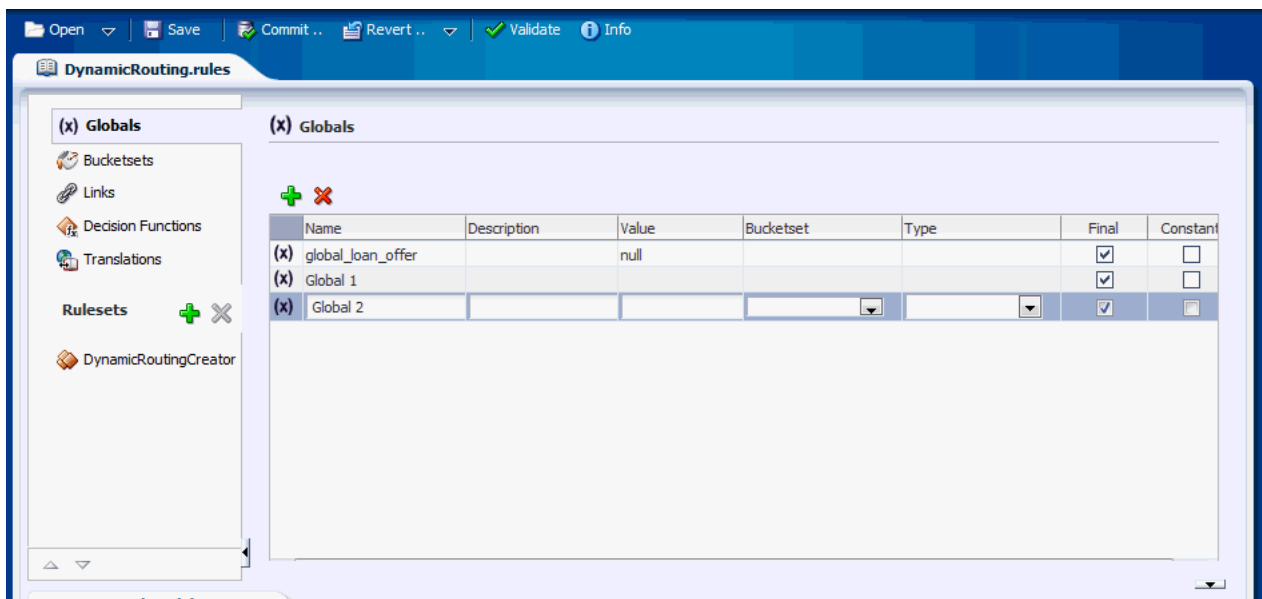 Open Save Commit .. Revert .. Validate Info
DynamicRouting.rules
(x) Globals
Bucketsets
Links
Decision Functions
Translations
Rulesets
DynamicRoutingCreator
(x) Globals
Name Description Value Bucketset Type Final Constant
(x) global_loan_offer null
(x) Global 1
(x) Global 2